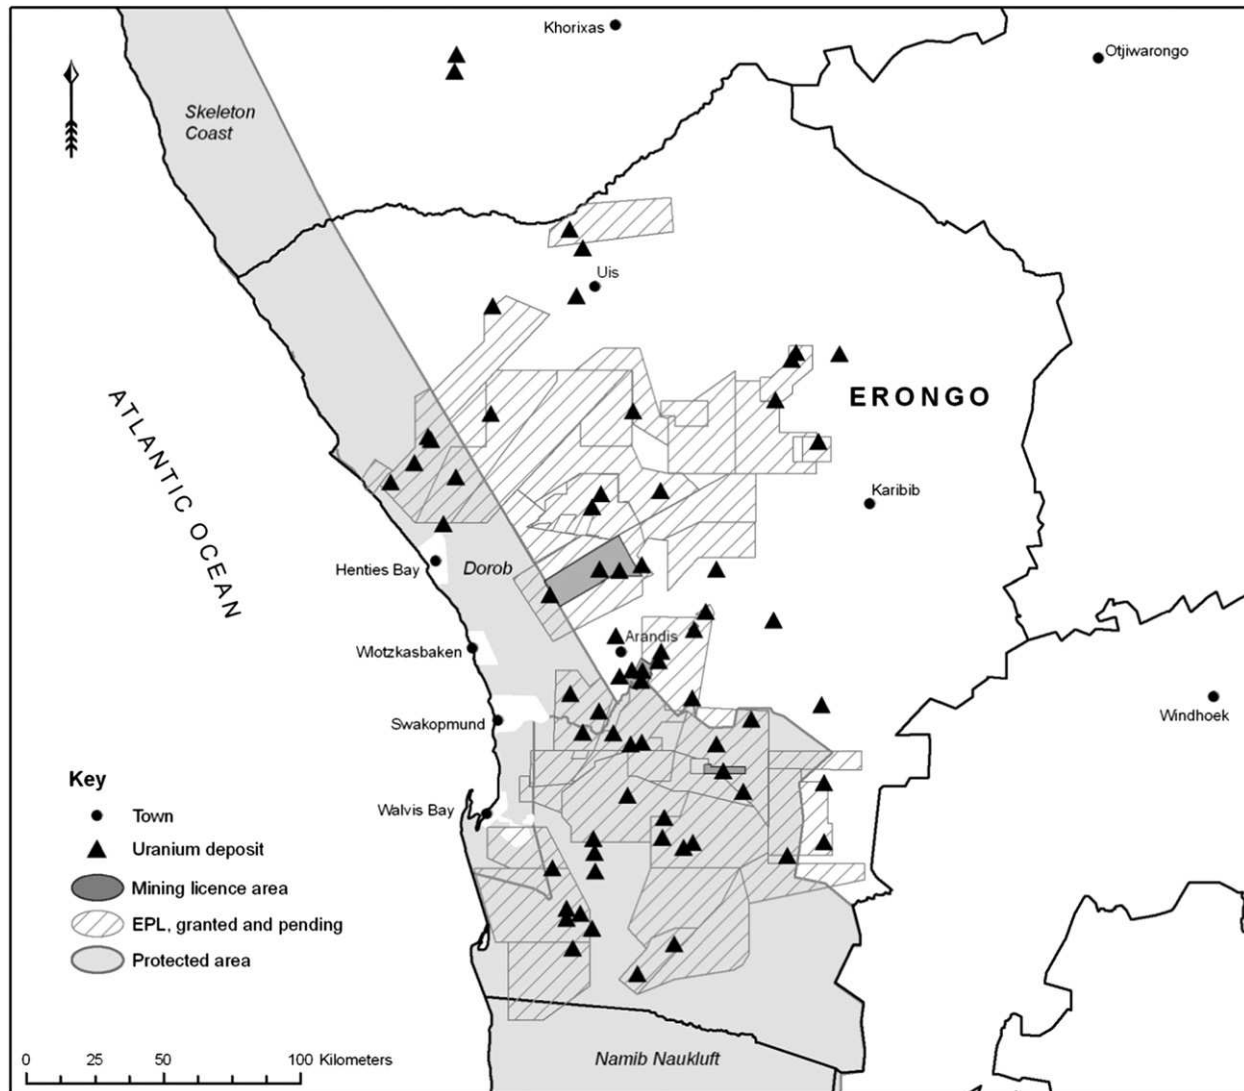 Khorixas
Otjiwarongo
Skeleton
Coast
Uis
ERONGO
ATLANTIC OCEAN
Karibib
Henties Bay
Dorob
Arandis
Wlotzkasbaken
Windhoek
Swakopmund
Walvis Bay
Key
Town
Uranium deposit
Mining licence area
EPL, granted and pending
Protected area
0 25 50 100 Kilometers
Namib Naukluft